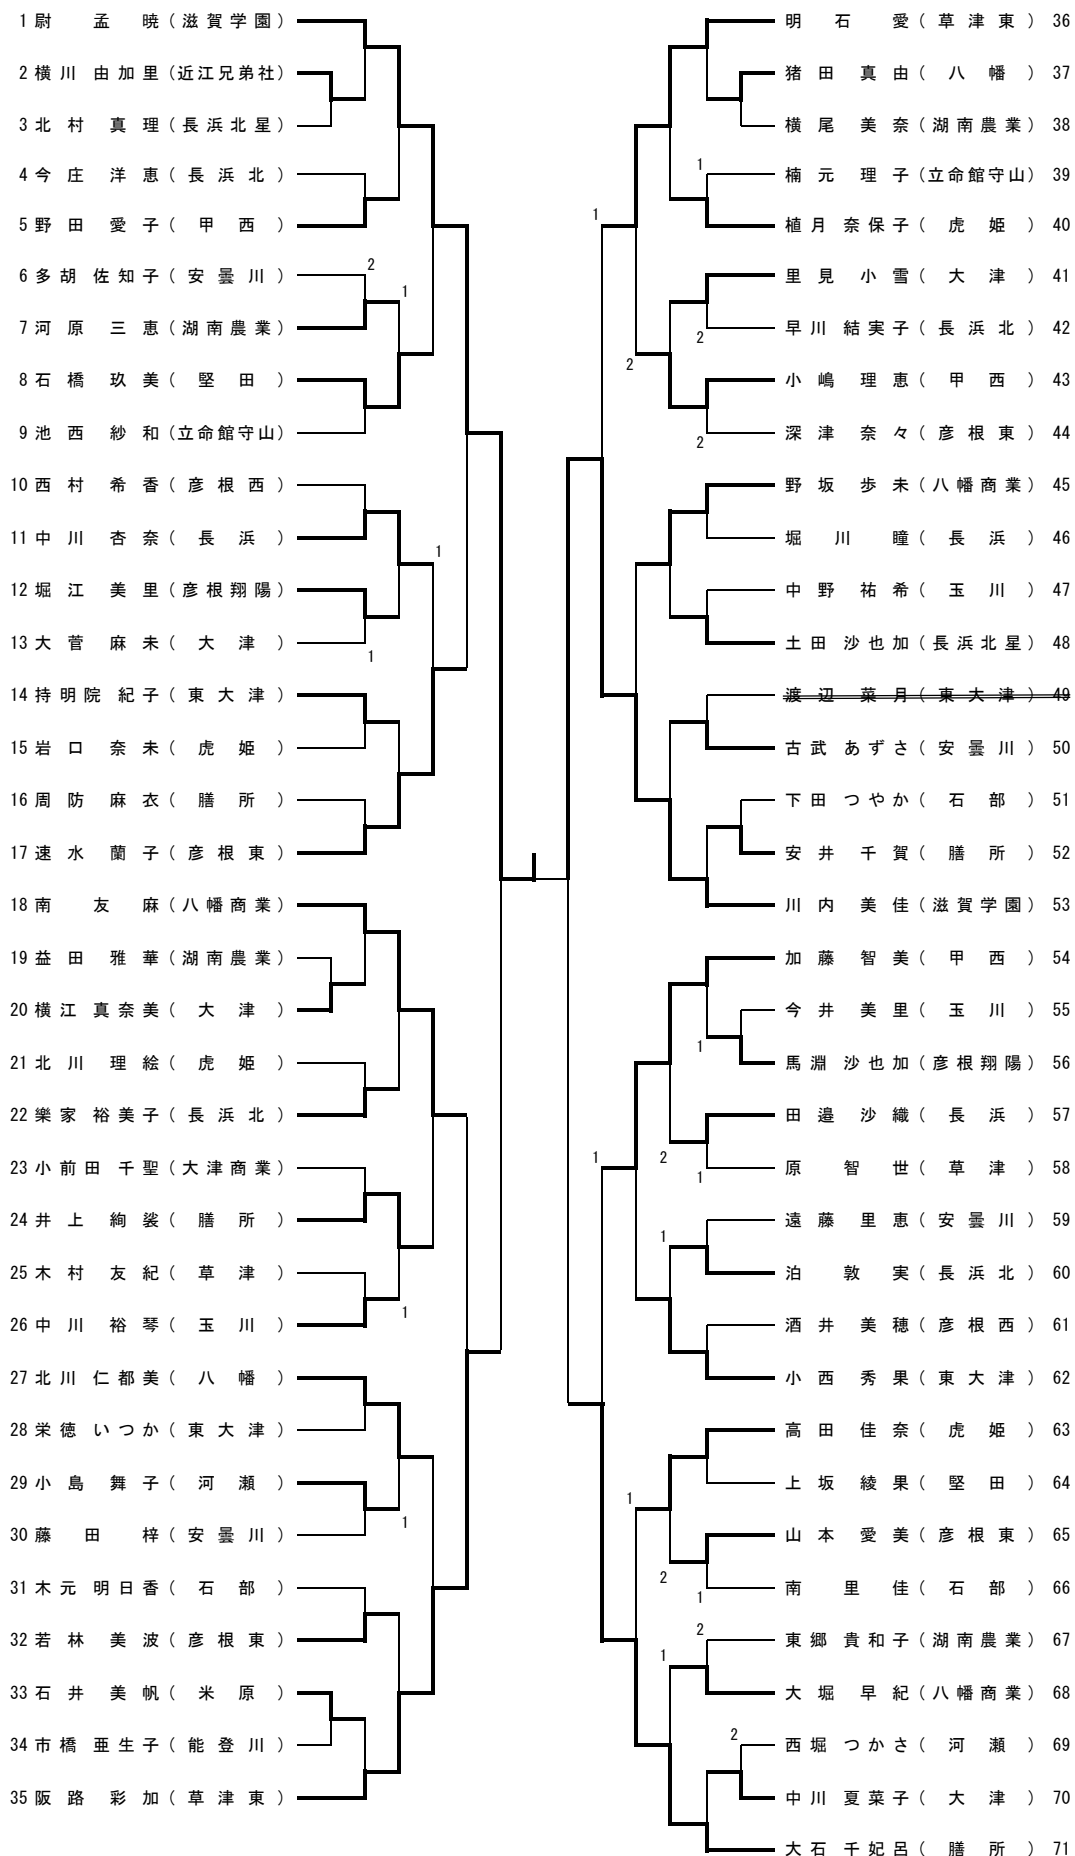 1 尉 孟 暁 ( 滋賀学園 )
2 横川 由加里 ( 近江兄弟社 )
3 北村 真理 ( 長浜北星 )
4 今庄 洋恵 ( 長浜北 )
5 野田 愛子 ( 甲西 )
6 多胡 佐知子 ( 安曇川 )
7 河原 三恵 ( 湖南農業 )
8 石橋 玖美 ( 堅田 )
9 池西 紗和 ( 立命館守山 )
10 西村 希香 ( 彦根西 )
11 中川 杏奈 ( 長浜 )
12 堀江 美里 ( 彦根翔陽 )
13 大菅 麻未 ( 大津 )
14 持明院 紀子 ( 東大津 )
15 岩口 奈未 ( 虎姫 )
16 周防 麻衣 ( 膳所 )
17 速水 蘭子 ( 彦根東 )
18 南 友麻 ( 八幡商業 )
19 益田 雅華 ( 湖南農業 )
20 横江 真奈美 ( 大津 )
21 北川 理絵 ( 虎姫 )
22 樂家 裕美子 ( 長浜北 )
23 小前田 千聖 ( 大津商業 )
24 井上 絢裟 ( 膳所 )
25 木村 友紀 ( 草津 )
26 中川 裕琴 ( 玉川 )
27 北川 仁都美 ( 八幡 )
28 栄徳 いつか ( 東大津 )
29 小島 舞子 ( 河瀬 )
30 藤田 梓 ( 安曇川 )
31 木元 明日香 ( 石部 )
32 若林 美波 ( 彦根東 )
33 石井 美帆 ( 米原 )
34 市橋 亜生子 ( 能登川 )
35 阪路 彩加 ( 草津東 )
2
1
1
1
1
1
明石 愛 ( 草津東 ) 36
猪田 真由 ( 八幡 ) 37
横尾 美奈 ( 湖南農業 ) 38
楠元 理子 ( 立命館守山 ) 39
植月 奈保子 ( 虎姫 ) 40
里見 小雪 ( 大津 ) 41
早川 結実子 ( 長浜北 ) 42
小嶋 理恵 ( 甲西 ) 43
深津 奈々 ( 彦根東 ) 44
野坂 歩未 ( 八幡商業 ) 45
堀川 瞳 ( 長浜 ) 46
中野 祐希 ( 玉川 ) 47
土田 沙也加 ( 長浜北星 ) 48
渡辺 菜月 ( 東大津 ) 49
古武 あずさ ( 安曇川 ) 50
下田 つやか ( 石部 ) 51
安井 千賀 ( 膳所 ) 52
川内 美佳 ( 滋賀学園 ) 53
加藤 智美 ( 甲西 ) 54
今井 美里 ( 玉川 ) 55
馬淵 沙也加 ( 彦根翔陽 ) 56
田邉 沙織 ( 長浜 ) 57
原 智世 ( 草津 ) 58
遠藤 里恵 ( 安曇川 ) 59
泊 敦実 ( 長浜北 ) 60
酒井 美穂 ( 彦根西 ) 61
小西 秀果 ( 東大津 ) 62
高田 佳奈 ( 虎姫 ) 63
上坂 綾果 ( 堅田 ) 64
山本 愛美 ( 彦根東 ) 65
南 里佳 ( 石部 ) 66
東郷 貴和子 ( 湖南農業 ) 67
大堀 早紀 ( 八幡商業 ) 68
西堀 つかさ ( 河瀬 ) 69
中川 夏菜子 ( 大津 ) 70
大石 千妃呂 ( 膳所 ) 71
1
1
2
2
2
1
1
2
1
1
1
2
1
2
1
2